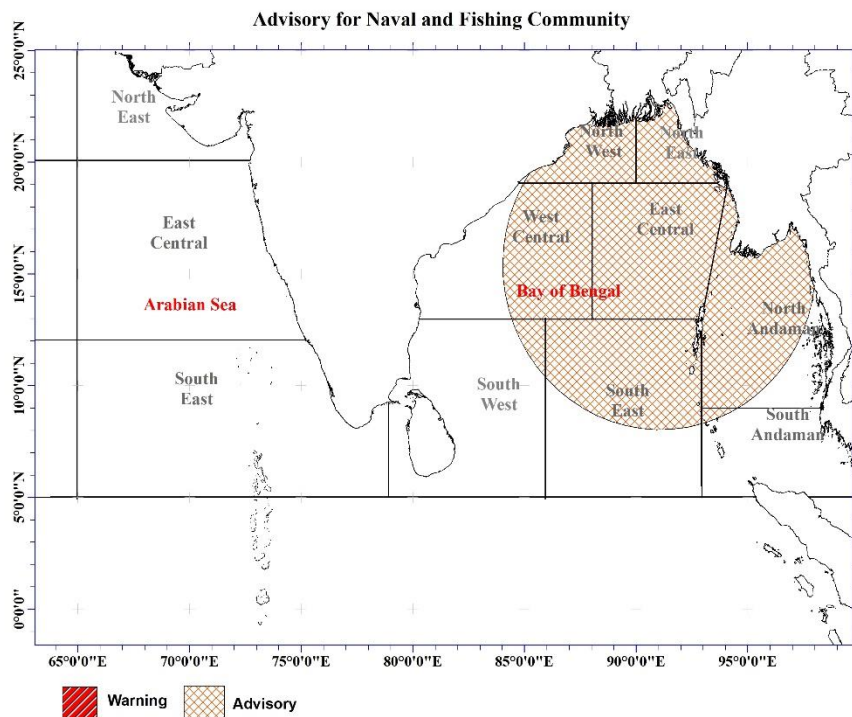 Advisory for Naval and Fishing Community
25°0'0"N
20°0'0"N
15°0'0"N
10°0'0"N
5°0'0"N
0°0'0"
North
East
East
Central
Arabian Sea
South
East
North
West
North
East
West
Central
East
Central
Bay of Bengal
South
West
South
East
North
Andaman
South
Andaman
65°0'0"E
70°0'0"E
75°0'0"E
80°0'0"E
85°0'0"E
90°0'0"E
95°0'0"E
Warning
Advisory